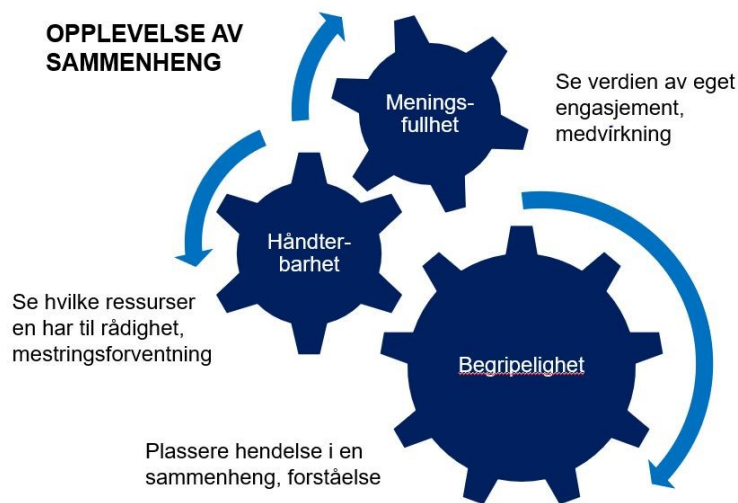 OPPLEVELSE AV
SAMMENHENG
Menings-
fullhet
Se verdien av eget
engasjement,
medvirkning
Håndter-
barhet
Se hvilke ressurser
en har til rådighet,
mestringsforventning
Begripelighet
Plassere hendelse i en
sammenheng, forståelse